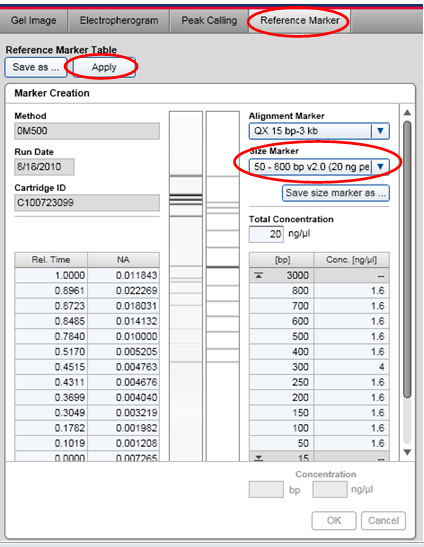 Gel Image Electropherogram Peak Calling Reference Marker
Reference Marker Table
Save as ... Apply
Marker Creation
Method
0M500
Run Date
8/18/2010
Cartridge ID
C100723099
Alignment Marker
QX 15 bp-3 kb
Size Marker
50 - 800 bp v2.0 (20 ng pe
Save size marker as ...
Total Concentration
20 ng/µl
Rel. Time NA
1.0000 0.011843
0.8961 0.022269
0.8723 0.018031
0.8485 0.014132
0.7840 0.010000
0.5170 0.005205
0.4515 0.004763
0.4311 0.004676
0.3699 0.004040
0.3049 0.003219
0.1782 0.001982
0.1019 0.001208
0.0000 0.007265
[bp] Conc. [ng/µl]
3000 --
800 1.6
700 1.6
600 1.6
500 1.6
400 1.6
300 4
250 1.6
200 1.6
150 1.6
100 1.6
50 1.6
15 --
Concentration
bp ng/µl
OK Cancel